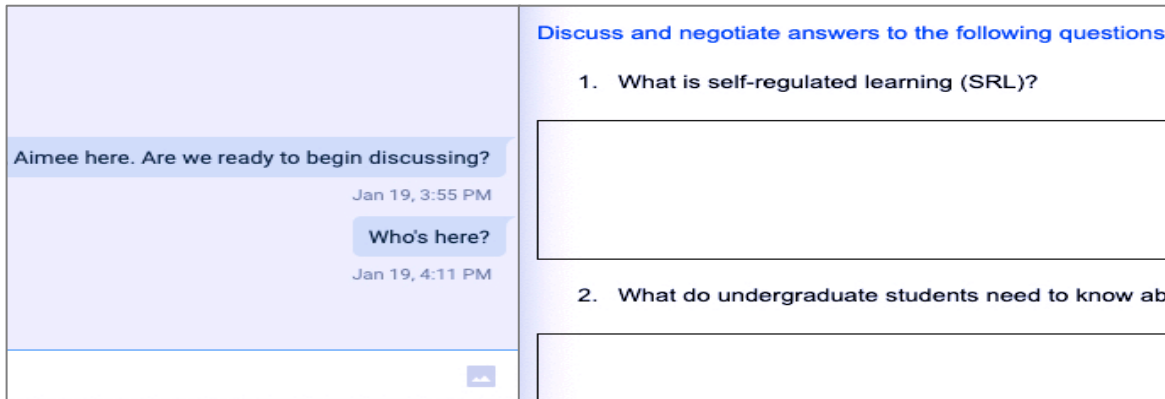 Aimee here. Are we ready to begin discussing?
Jan 19, 3:55 PM
Who's here?
Jan 19, 4:11 PM
Discuss and negotiate answers to the following questions
1. What is self-regulated learning (SRL)?
2. What do undergraduate students need to know ab